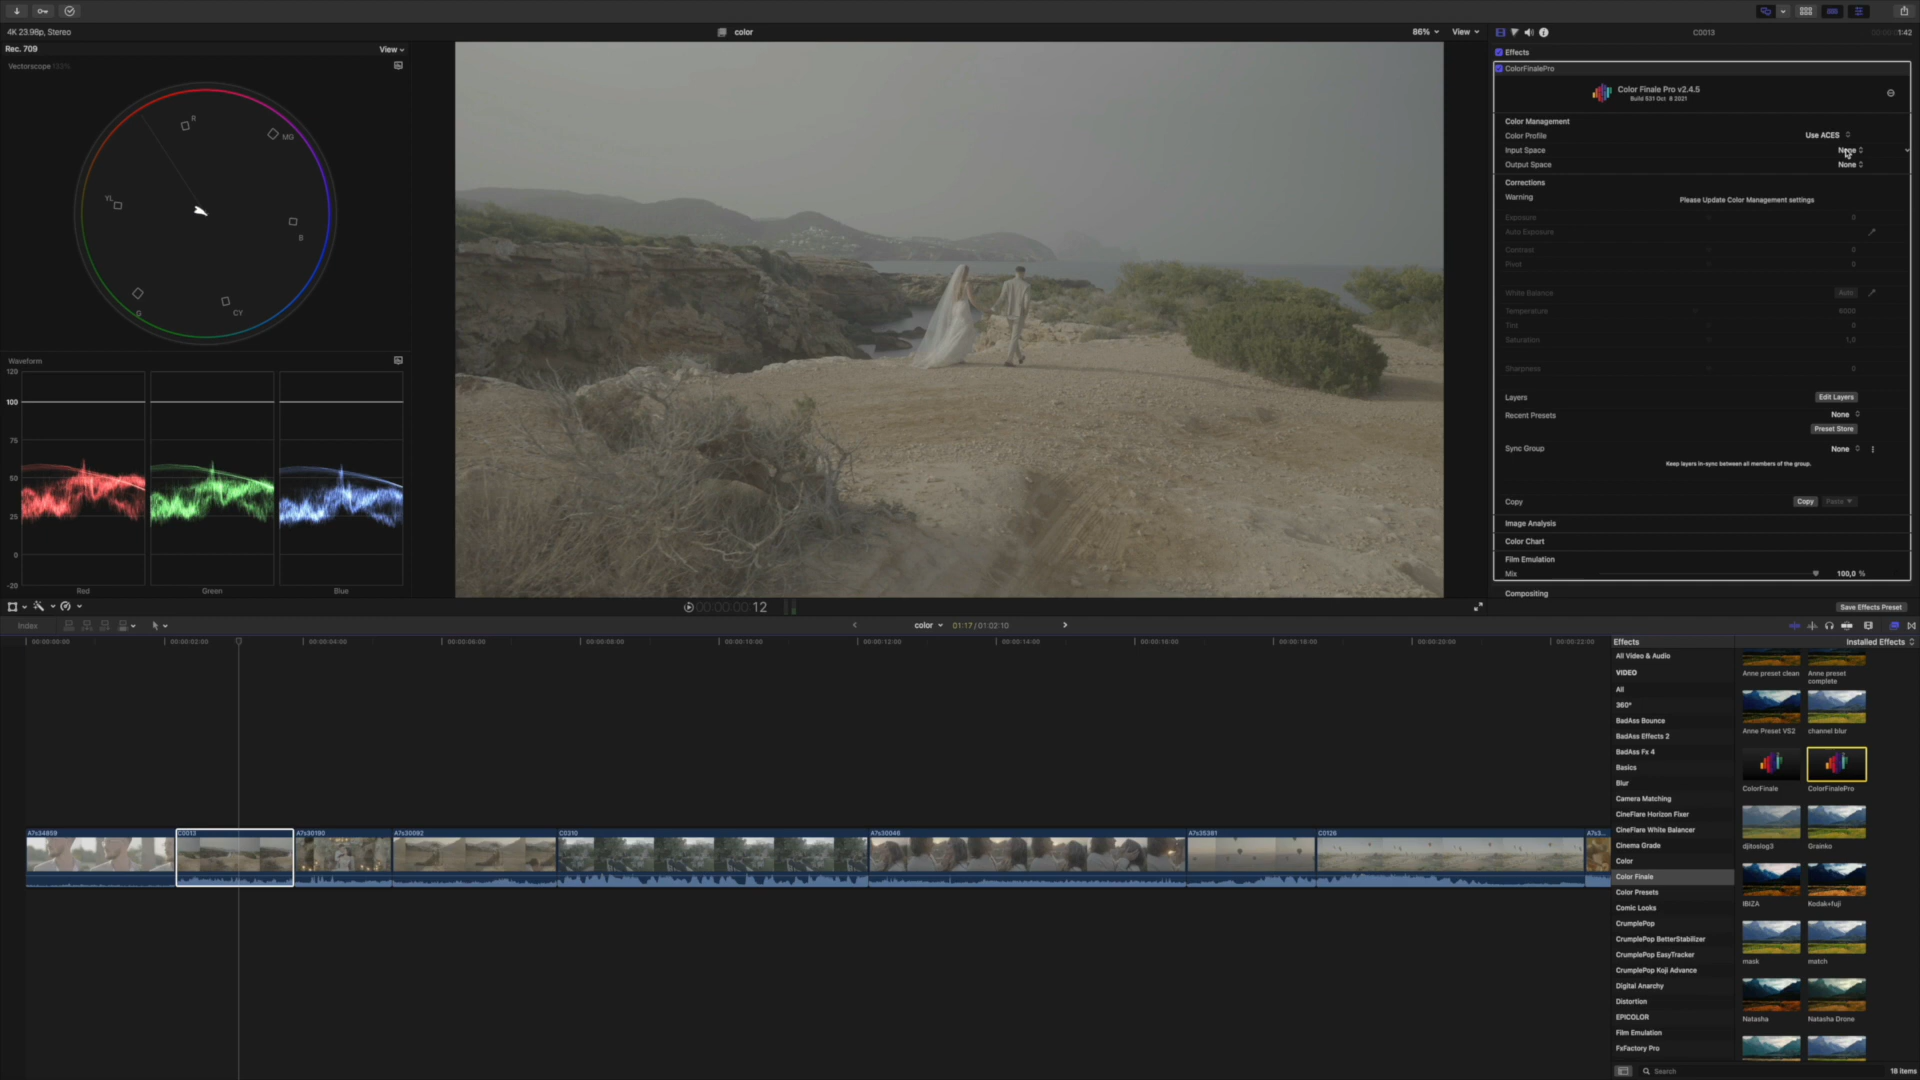 4K 23.98p, Stereo
color
86%
View
C0013
1:42
Rec. 709
View
Vectorscope 133%
R
MG
YL
B
G
CY
Waveform
120
100
75
50
25
0
-20
Red
Green
Blue
Effects
ColorFinalePro
Color Finale Pro v2.4.5
Build 531 Oct 8 2021
Color Management
Color Profile
Use ACES
Input Space
None
Output Space
None
Corrections
Warning
Please Update Color Management settings
Exposure
0
Auto Exposure
Contrast
0
Pivot
0
White Balance
Auto
Temperature
6000
Tint
0
Saturation
1,0
Sharpness
0
Layers
Edit Layers
Recent Presets
None
Preset Store
Sync Group
None
Keep layers in-sync between all members of the group.
Copy
Copy
Paste
Image Analysis
Color Chart
Film Emulation
Mix
100,0 %
Compositing
Save Effects Preset
00:00:00:00 12
Index
color
01:17 / 01:02:10
00:00:00:00
00:00:02:00
00:00:04:00
00:00:06:00
00:00:08:00
00:00:10:00
00:00:12:00
00:00:14:00
00:00:16:00
00:00:18:00
00:00:20:00
00:00:22:00
A7s34859
C0013
A7s30190
A7s30092
C0310
A7s30046
A7s35381
C0126
A7s3...
Effects
Installed Effects
All Video & Audio
VIDEO
All
360°
BadAss Bounce
BadAss Effects 2
BadAss Fx 4
Basics
Blur
Camera Matching
CineFlare Horizon Fixer
CineFlare White Balancer
Cinema Grade
Color
Color Finale
Color Presets
Comic Looks
CrumplePop
CrumplePop BetterStabilizer
CrumplePop EasyTracker
CrumplePop Koji Advance
Digital Anarchy
Distortion
EPICOLOR
Film Emulation
FxFactory Pro
Anne preset clean
Anne preset complete
Anne Preset VS2
channel blur
ColorFinale
ColorFinalePro
djitoslog3
Grainko
IBIZA
Kodak+fuji
mask
match
Natasha
Natasha Drone
Search
18 items